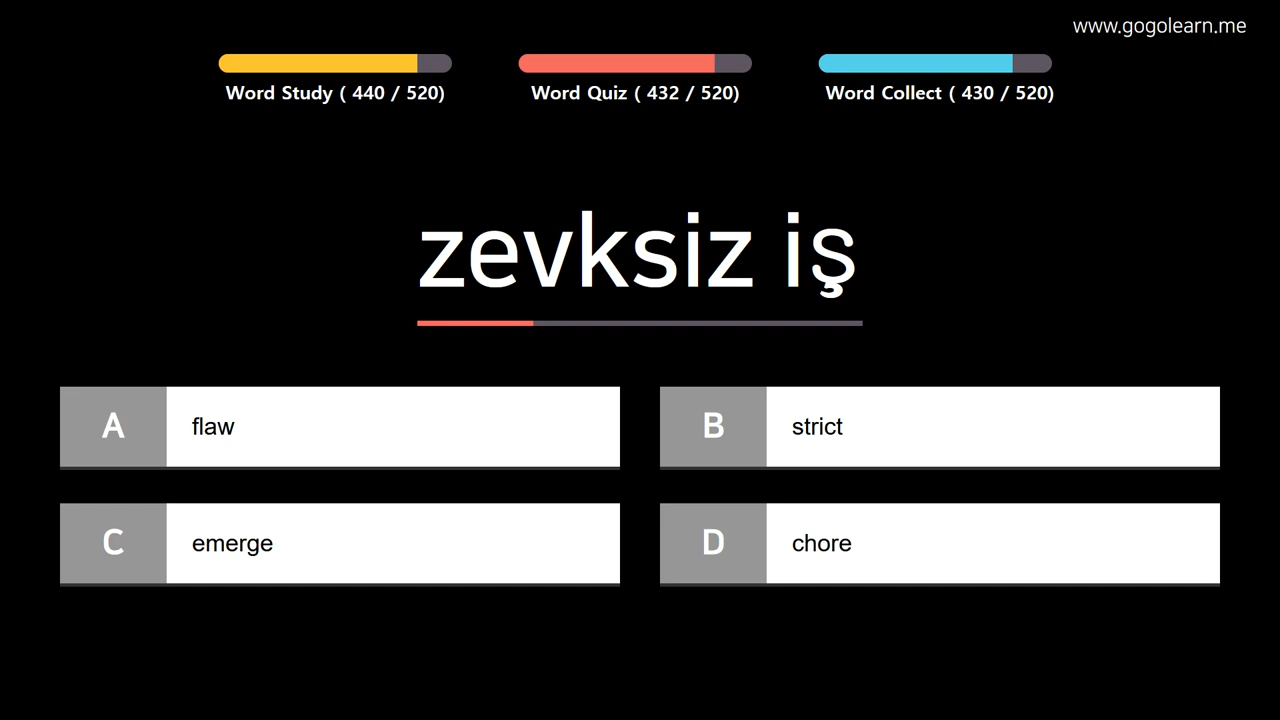 www.gogolearn.me
Word Study ( 440 / 520)
Word Quiz ( 432 / 520)
Word Collect ( 430 / 520)
zevksiz iş
A flaw
B strict
C emerge
D chore